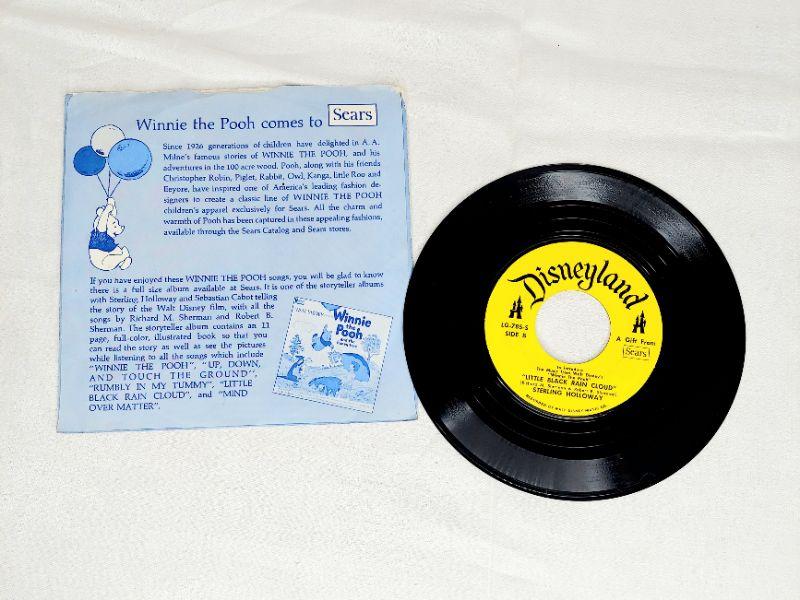 Winnie the Pooh comes to Sears
Since 1926 generations of children have delighted in A. A.
Milne's famous stories of WINNIE THE POOH, and his
adventures in the 100 acre wood. Pooh, along with his friends
Christopher Robin, Piglet, Rabbit, Owl, Kanga, little Roo and
Eeyore, have inspired one of America's leading fashion de-
signers to create a classic line of WINNIE THE POOH
children's apparel exclusively for Sears. All the charm and
warmth of Pooh has been captured in these appealing fashions,
available through the Sears Catalog and Sears stores.
If you have enjoyed these WINNIE THE POOH songs, you will be glad to know
there is a full size album available at Sears. It is one of the storyteller albums
with Sterling Holloway and Sebastian Cabot telling
the story of the Walt Disney film, with all the
songs by Richard M. Sherman and Robert B.
Sherman. The storyteller album contains an 11
page, full-color, illustrated book so that you
can read the story as well as see the pictures
while listening to all the songs which include
"WINNIE THE POOH", "UP, DOWN,
AND TOUCH THE GROUND",
"RUMBLY IN MY TUMMY", "LITTLE
BLACK RAIN CLOUD", and "MIND
OVER MATTER".
Winnie
the
Pooh
Disneyland
LG-785-S
SIDE B
A Gift From
Sears
"LITTLE BLACK RAIN CLOUD"
STERLING HOLLOWAY